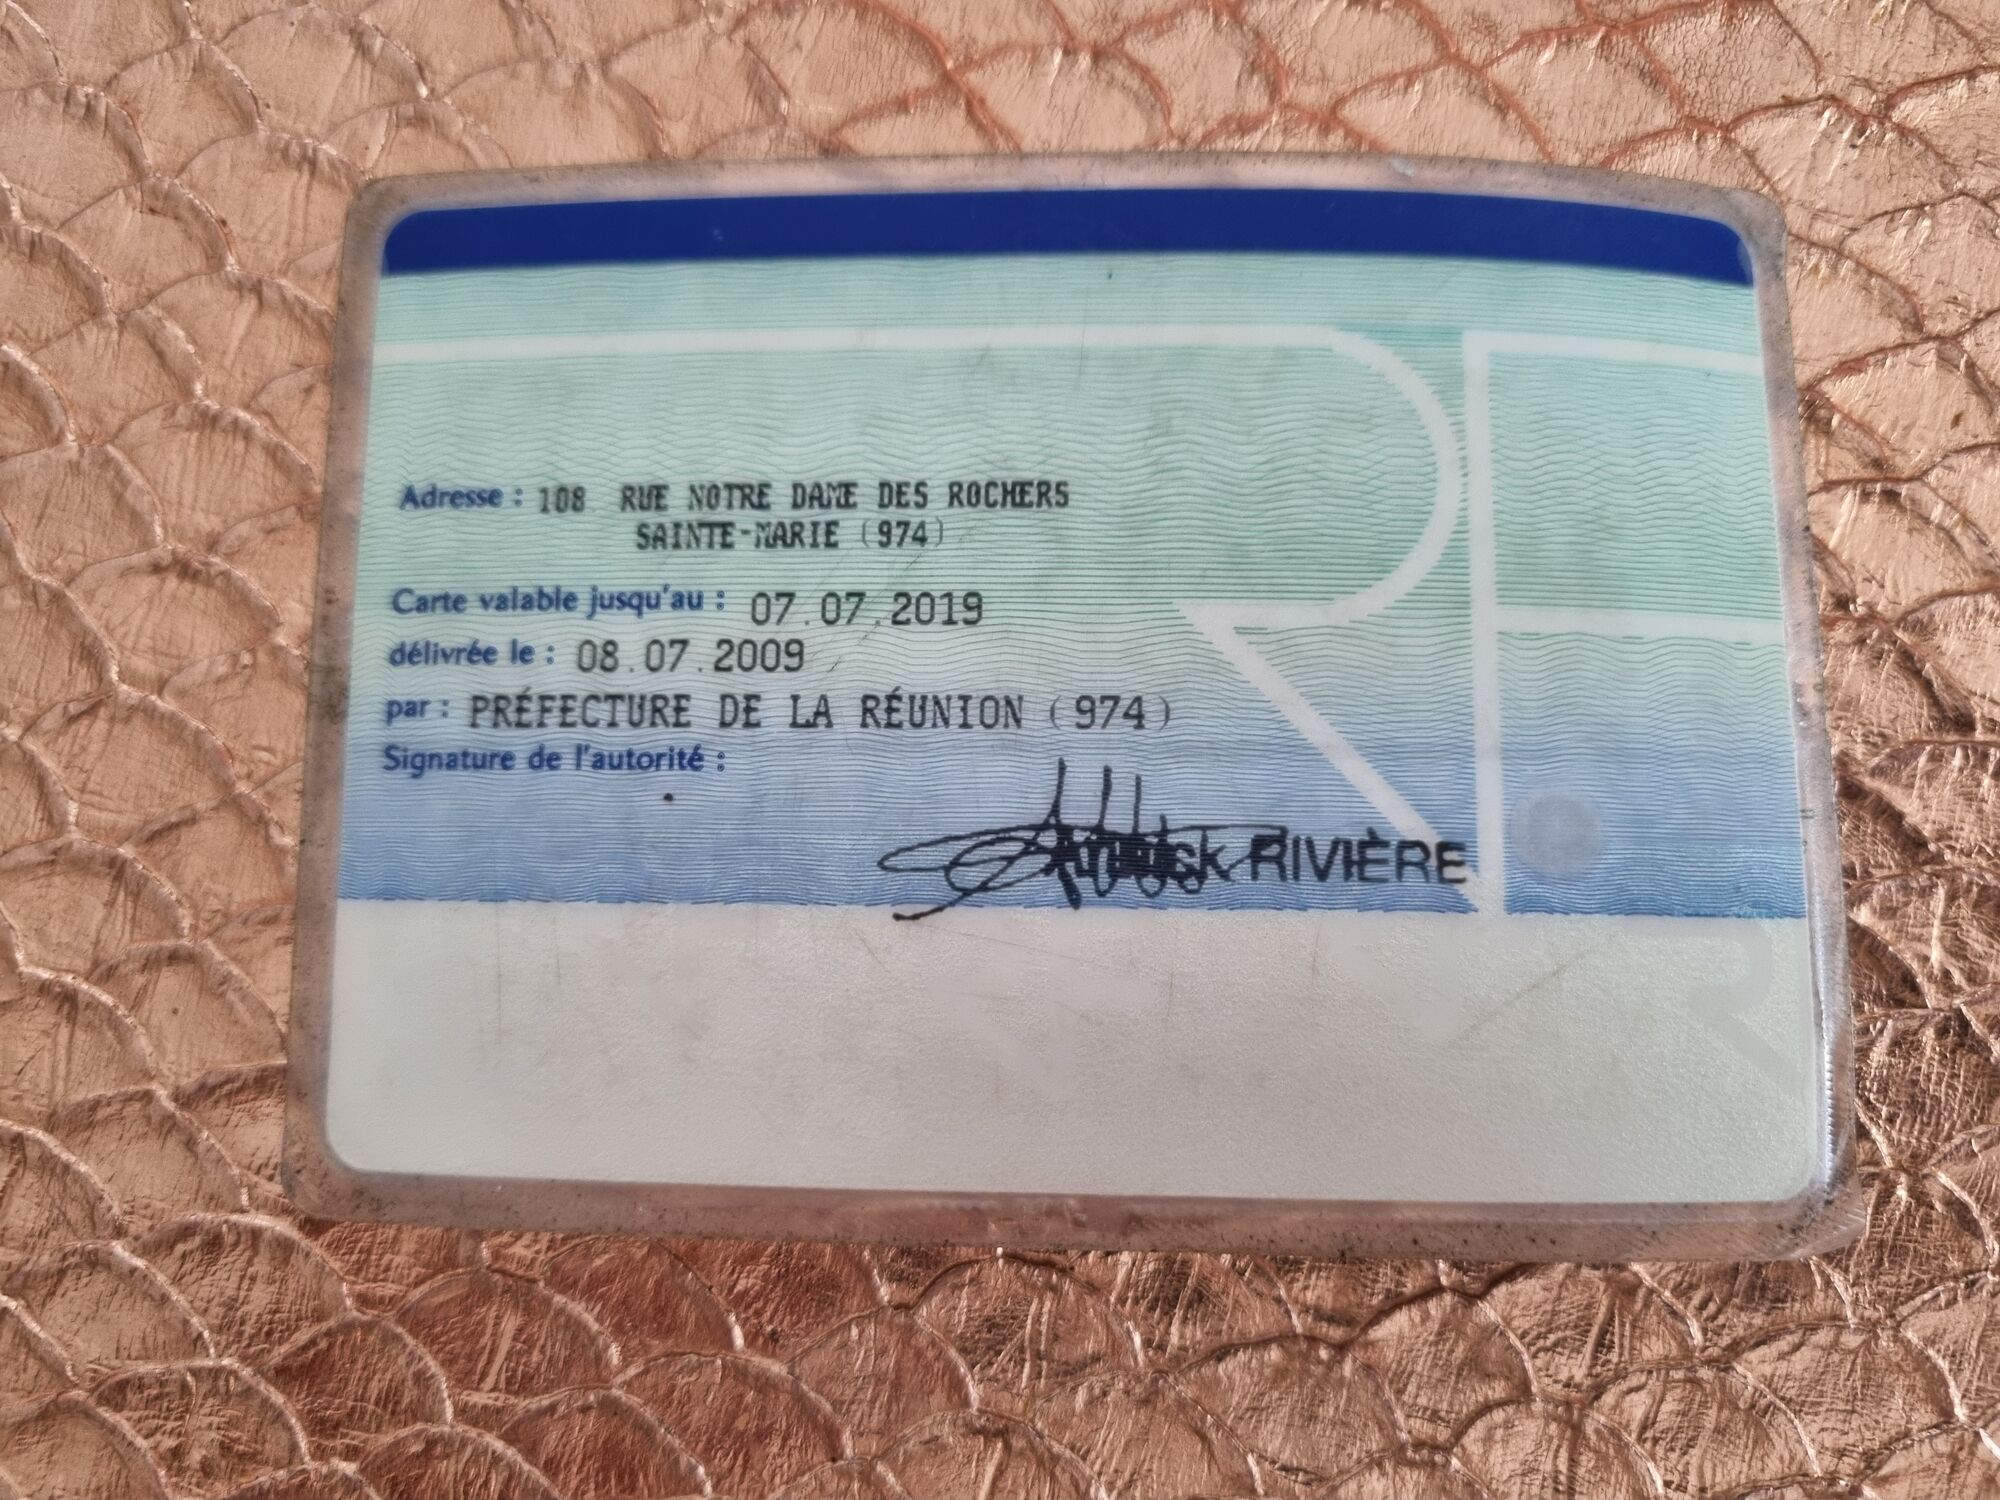 Adresse : 108 RUE NOTRE DAME DES ROCHERS
SAINTE-MARIE (974)
Carte valable jusqu'au : 07.07.2019
délivrée le : 08.07.2009
par : PRÉFECTURE DE LA RÉUNION (974)
Signature de l'autorité :
RIVIÈRE
RF